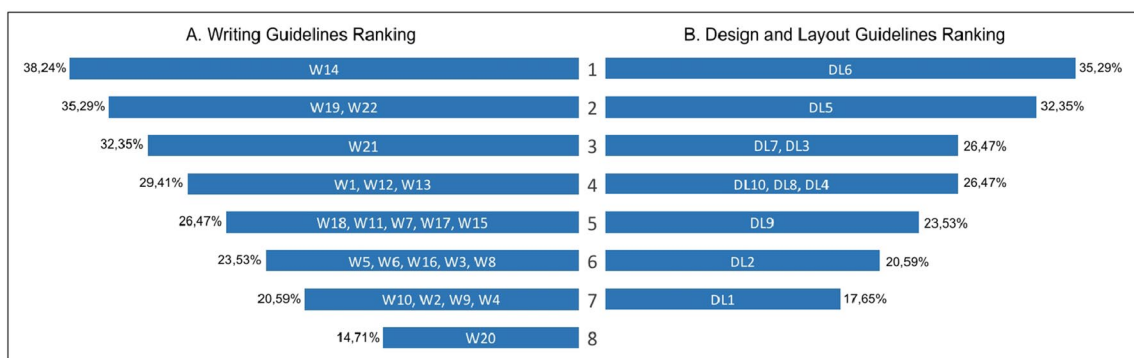 A. Writing Guidelines Ranking
B. Design and Layout Guidelines Ranking
38,24% W14 1 DL6 35,29%
35,29% W19, W22 2 DL5 32,35%
32,35% W21 3 DL7, DL3 26,47%
29,41% W1, W12, W13 4 DL10, DL8, DL4 26,47%
26,47% W18, W11, W7, W17, W15 5 DL9 23,53%
23,53% W5, W6, W16, W3, W8 6 DL2 20,59%
20,59% W10, W2, W9, W4 7 DL1 17,65%
14,71% W20 8